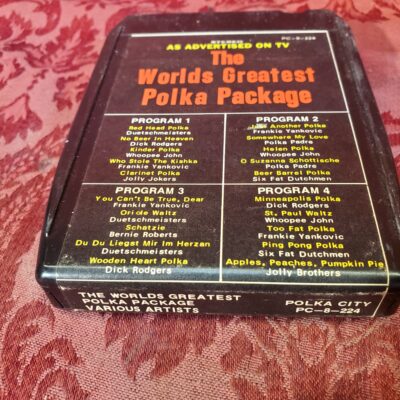 STEREO PC-8-224
AS ADVERTISED ON TV
The
Worlds Greatest
Polka Package
PROGRAM 1
Red Head Polka
Duetschmeisters
No Beer In Heaven
Dick Rodgers
Kinder Polka
Whoopee John
Who Stole The Kishka
Frankie Yankovic
Clarinet Polka
Jolly Jokers
PROGRAM 2
Another Polka
Frankie Yankovic
Somewhere My Love
Polka Padre
Helen Polka
Whoopee John
O Suzanna Schottische
Polka Padre
Beer Barrel Polka
Six Fat Dutchmen
PROGRAM 3
You Can't Be True, Dear
Frankie Yankovic
Oriole Waltz
Duetschmeisters
Schatzie
Bernie Roberts
Du Du Liegst Mir Im Herzan
Duetschmeisters
Wooden Heart Polka
Dick Rodgers
PROGRAM 4
Minneapolis Polka
Dick Rodgers
St. Paul Waltz
Whoopee John
Too Fat Polka
Frankie Yankovic
Ping Pong Polka
Six Fat Dutchmen
Apples, Peaches, Pumpkin Pie
Jolly Brothers
THE WORLDS GREATEST
POLKA PACKAGE
VARIOUS ARTISTS
POLKA CITY
PC-8-224